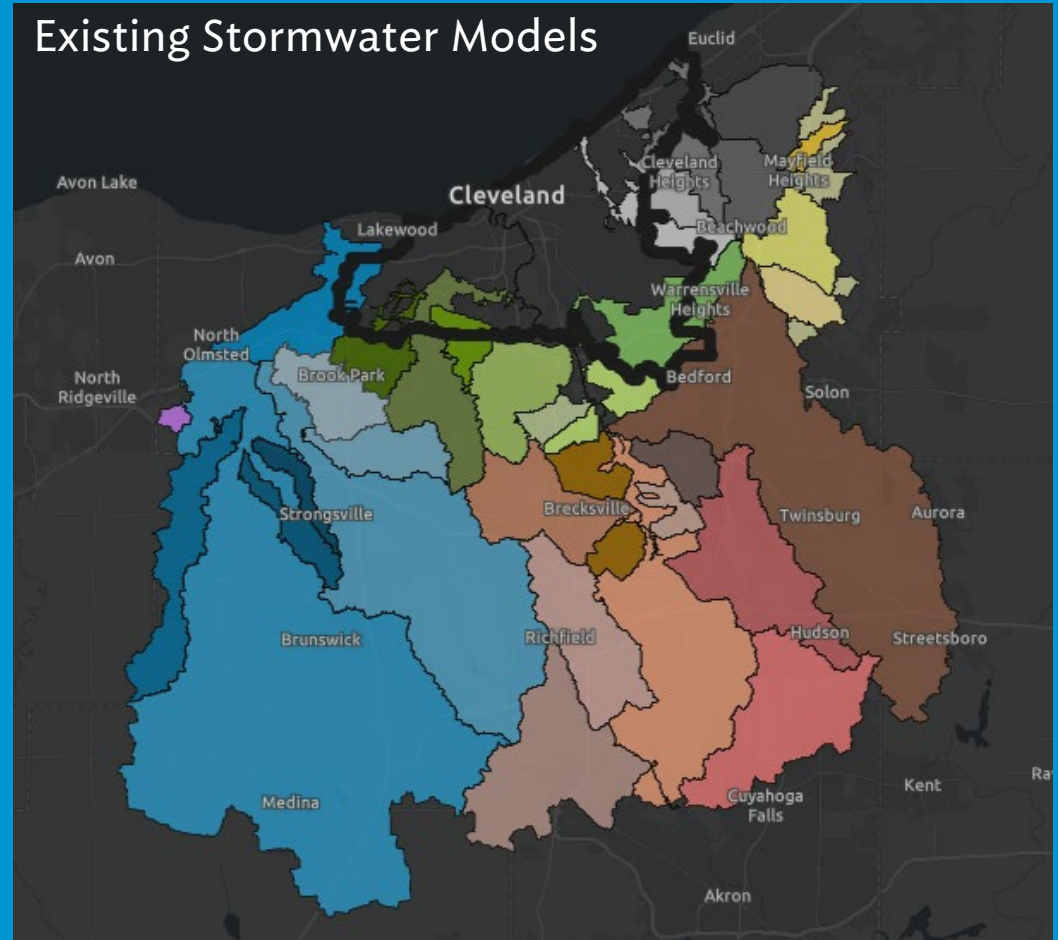 Existing Stormwater Models
Euclid
Avon Lake
Cleveland
Heights
Mayfield
Heights
Cleveland
Lakewood
Beachwood
Avon
Warrensville
Heights
North
Olmsted
Brook Park
Bedford
North
Ridgeville
Solon
Strongsville
Brecksville
Twinsburg
Aurora
Brunswick
Richfield
Hudson
Streetsboro
Medina
Cuyahoga
Falls
Kent
Ra
Akron